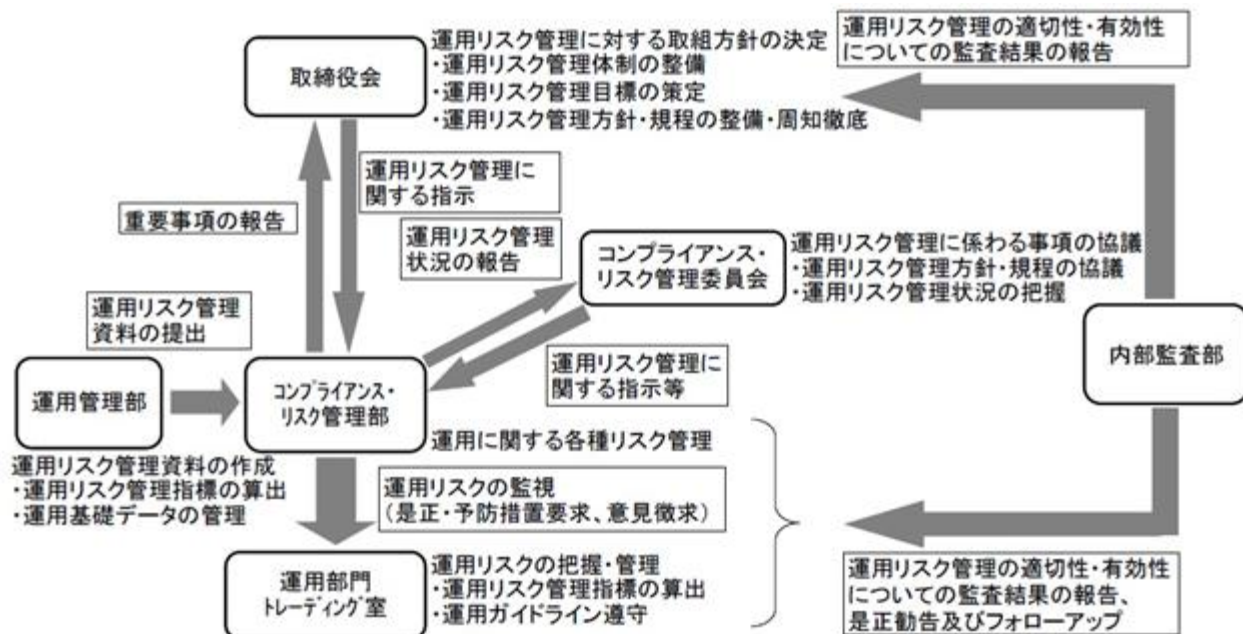 取締役会
運用リスク管理に対する取組方針の決定
・運用リスク管理体制の整備
・運用リスク管理目標の策定
・運用リスク管理方針・規程の整備・周知徹底
運用リスク管理の適切性・有効性
についての監査結果の報告
運用リスク管理に
関する指示
重要事項の報告
運用リスク管理
状況の報告
コンプライアンス・
リスク管理委員会
運用リスク管理に係わる事項の協議
・運用リスク管理方針・規程の協議
・運用リスク管理状況の把握
運用リスク管理
資料の提出
運用リスク管理に
関する指示等
内部監査部
運用管理部
コンプライアンス・
リスク管理部
運用に関する各種リスク管理
運用リスク管理資料の作成
・運用リスク管理指標の算出
・運用基礎データの管理
運用リスクの監視
（是正・予防措置要求、意見徴求）
運用部門
トレーディング室
運用リスクの把握・管理
・運用リスク管理指標の算出
・運用ガイドライン遵守
運用リスク管理の適切性・有効性
についての監査結果の報告、
是正勧告及びフォローアップ